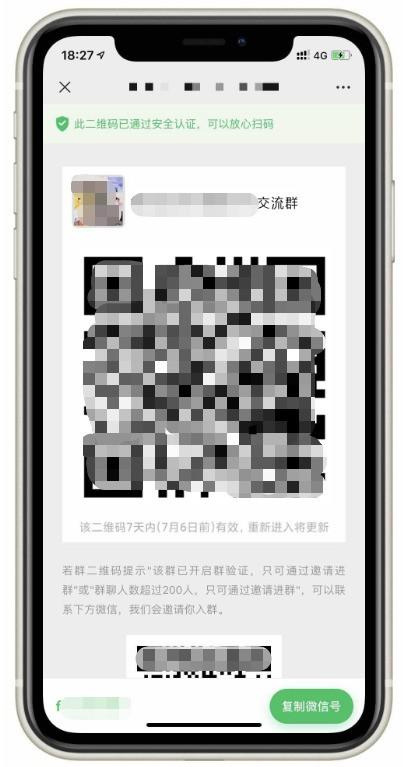 18:27
4G
此二维码已通过安全认证，可以放心扫码
交流群
该二维码7天内(7月6日前)有效，重新进入将更新
若群二维码提示"该群已开启群验证，只可通过邀请进
群"或"群聊人数超过200人，只可通过邀请进群"，可以联
系下方微信，我们会邀请你入群。
f
复制微信号